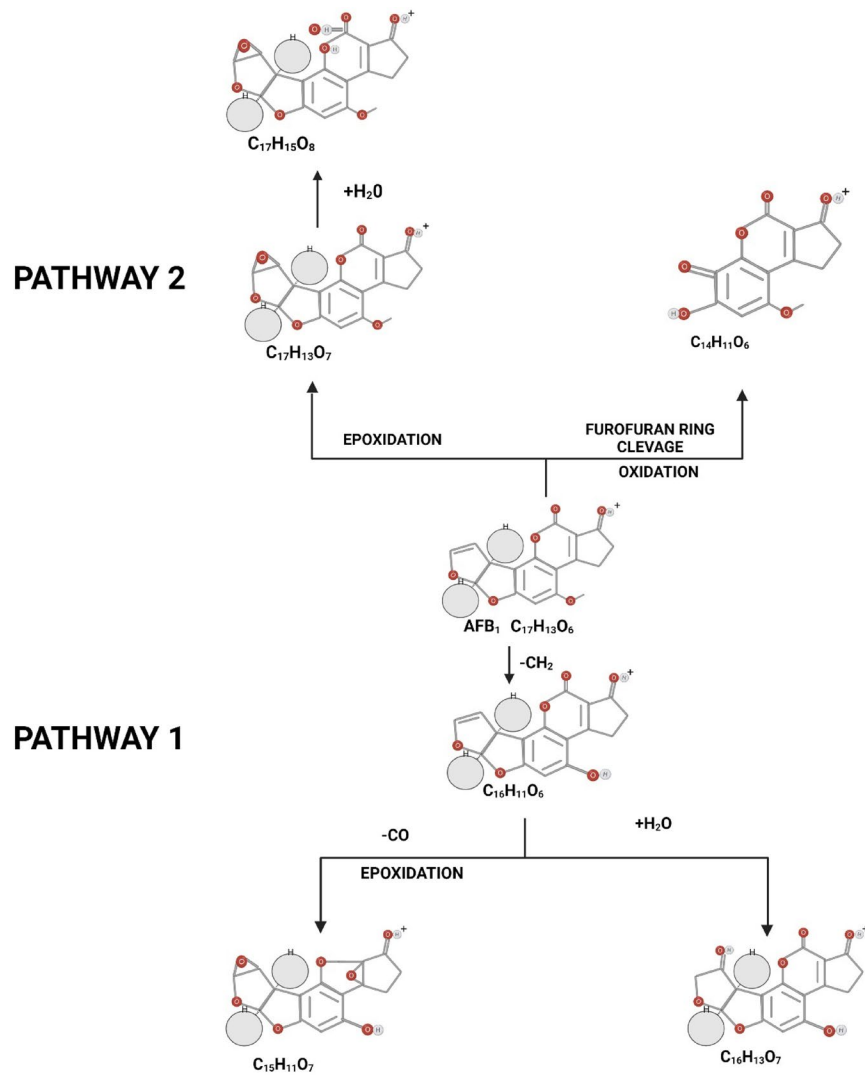 C₁₇H₁₅O₈
+H₂0
PATHWAY 2
C₁₇H₁₃O₇
C₁₄H₁₁O₆
EPOXIDATION
FUROFURAN RING
CLEVAGE
OXIDATION
AFB₁ C₁₇H₁₃O₆
-CH₂
PATHWAY 1
C₁₆H₁₁O₆
-CO
+H₂O
EPOXIDATION
C₁₅H₁₁O₇
C₁₆H₁₃O₇